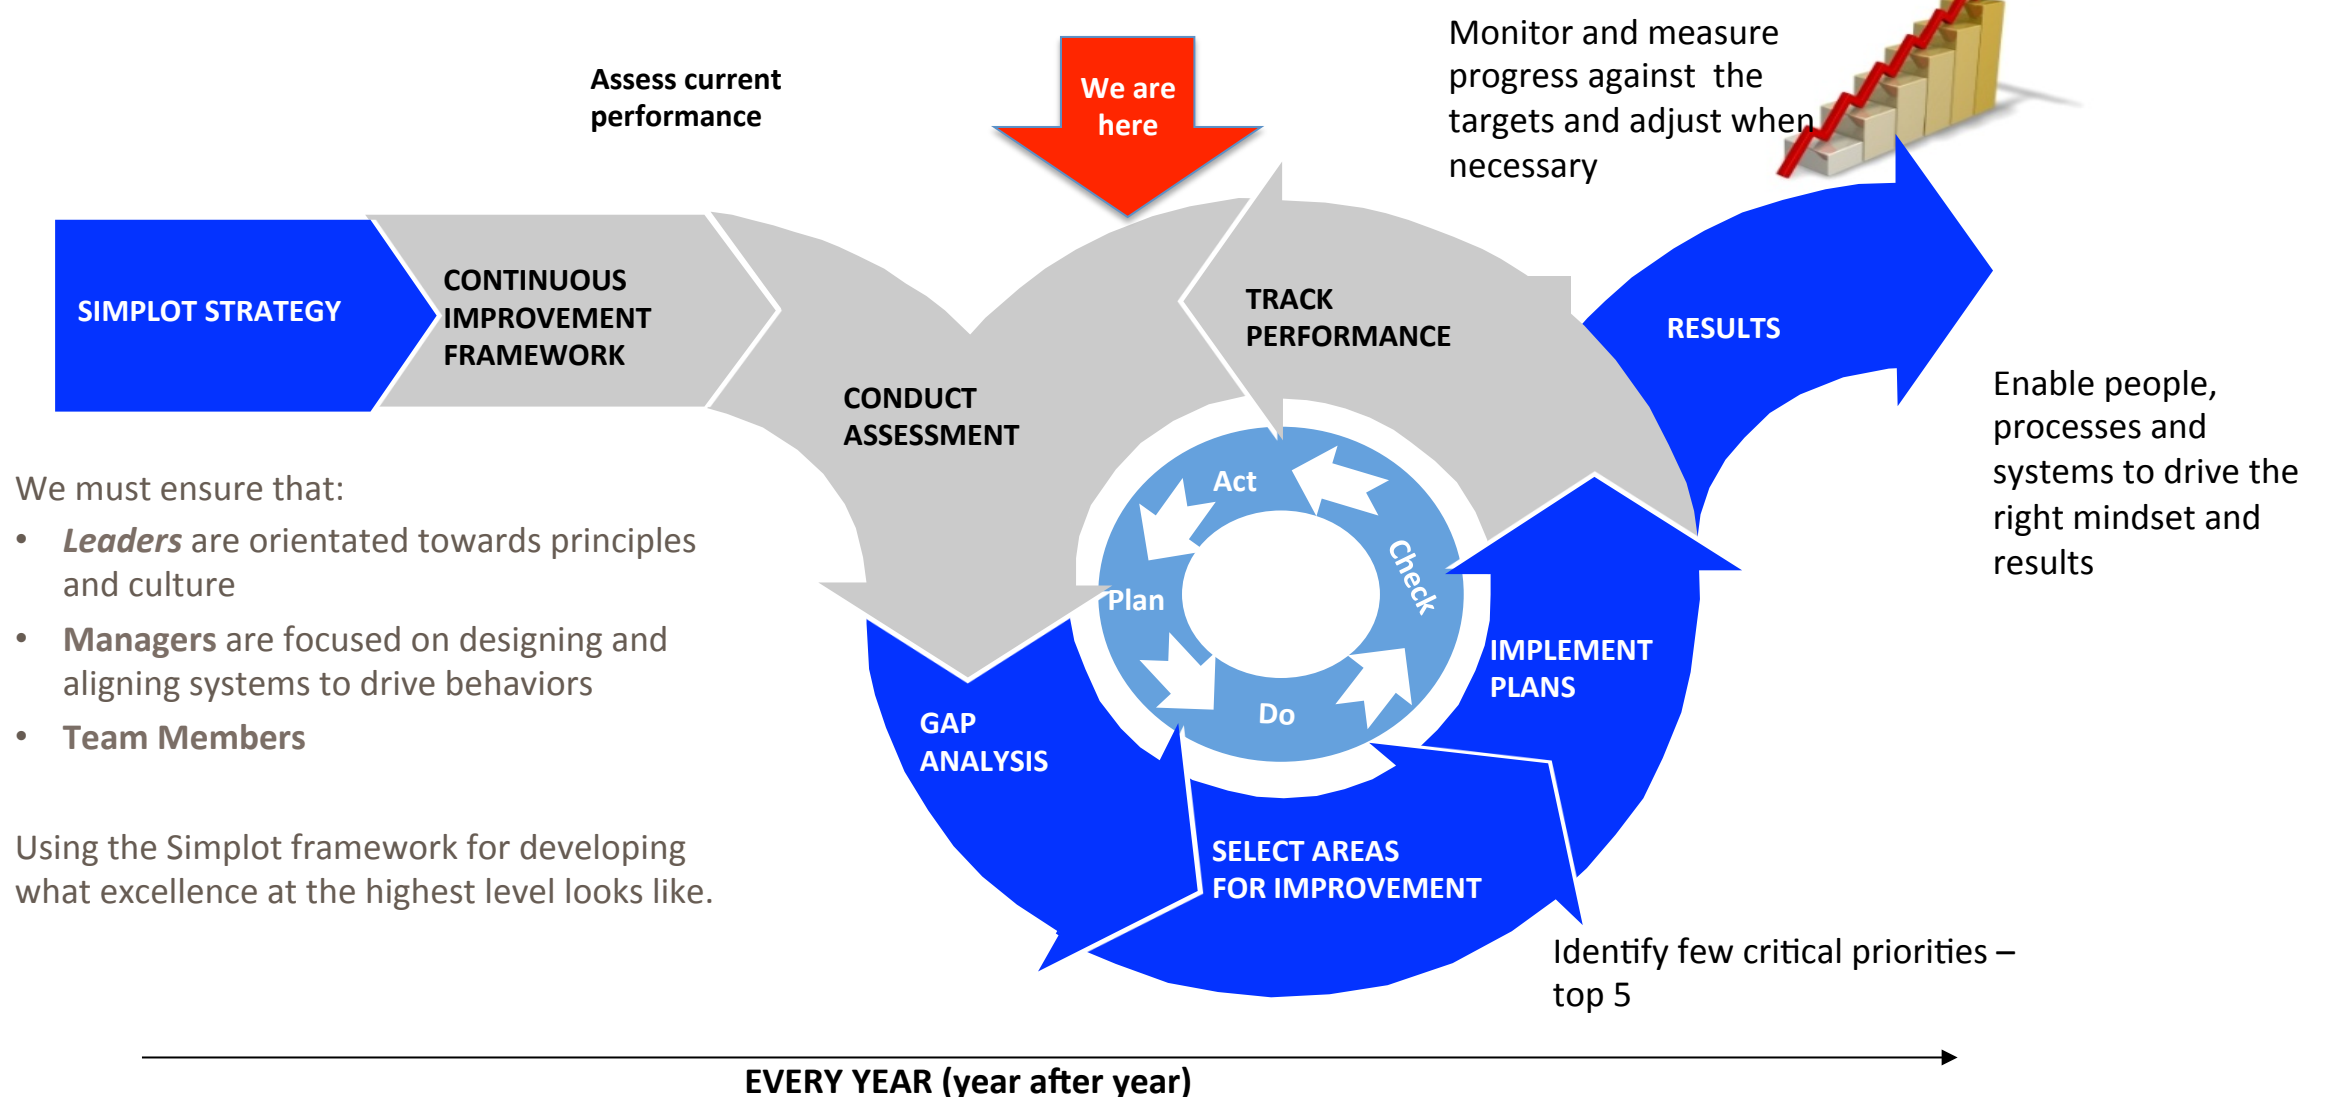 Assess current
performance
We are
here
Monitor and measure
progress against the
targets and adjust when
necessary
SIMPLOT STRATEGY
CONTINUOUS
IMPROVEMENT
FRAMEWORK
CONDUCT
ASSESSMENT
TRACK
PERFORMANCE
RESULTS
Enable people,
processes and
systems to drive the
right mindset and
results
We must ensure that:
• Leaders are orientated towards principles
and culture
• Managers are focused on designing and
aligning systems to drive behaviors
• Team Members
Using the Simplot framework for developing
what excellence at the highest level looks like.
Act
Check
Plan
Do
GAP
ANALYSIS
SELECT AREAS
FOR IMPROVEMENT
IMPLEMENT
PLANS
Identify few critical priorities –
top 5
EVERY YEAR (year after year)